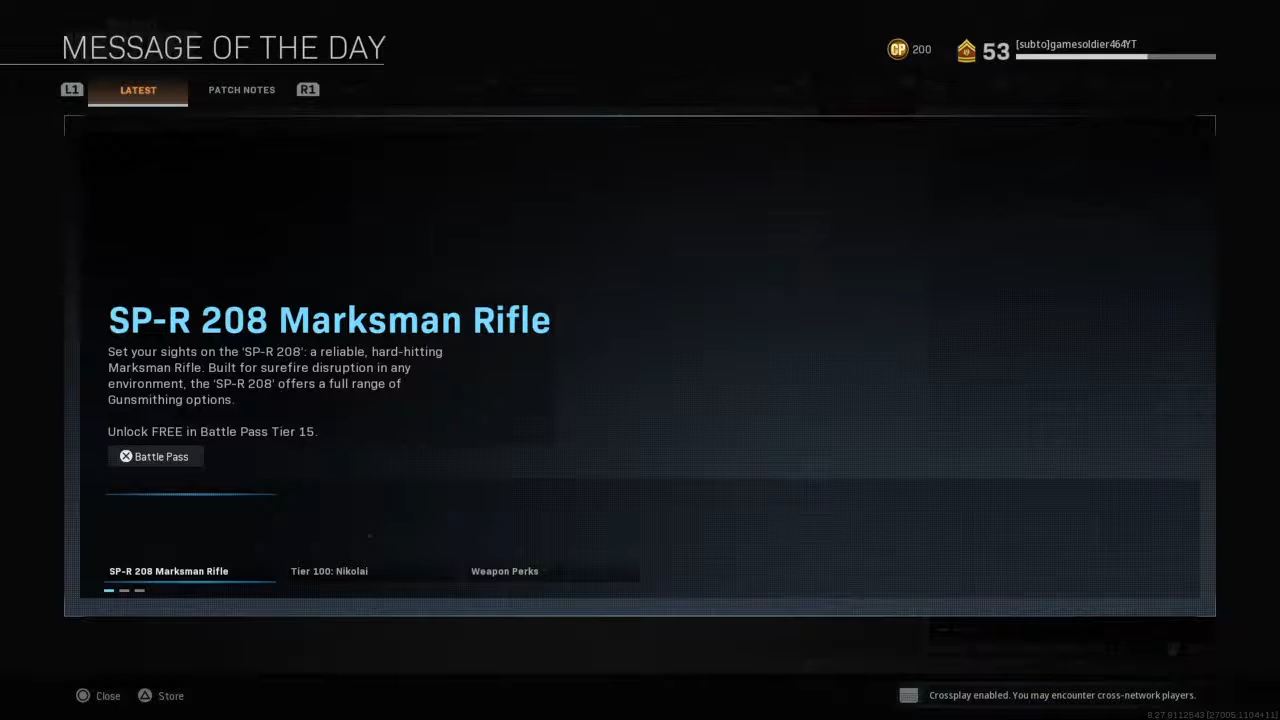 MESSAGE OF THE DAY
CP 200
53 [subto]gamesoldier464YT
L1 LATEST PATCH NOTES R1
SP-R 208 Marksman Rifle
Set your sights on the 'SP-R 208': a reliable, hard-hitting
Marksman Rifle. Built for surefire disruption in any
environment, the 'SP-R 208' offers a full range of
Gunsmithing options.
Unlock FREE in Battle Pass Tier 15.
Battle Pass
SP-R 208 Marksman Rifle Tier 100: Nikolai Weapon Perks
Close Store
Crossplay enabled. You may encounter cross-network players.